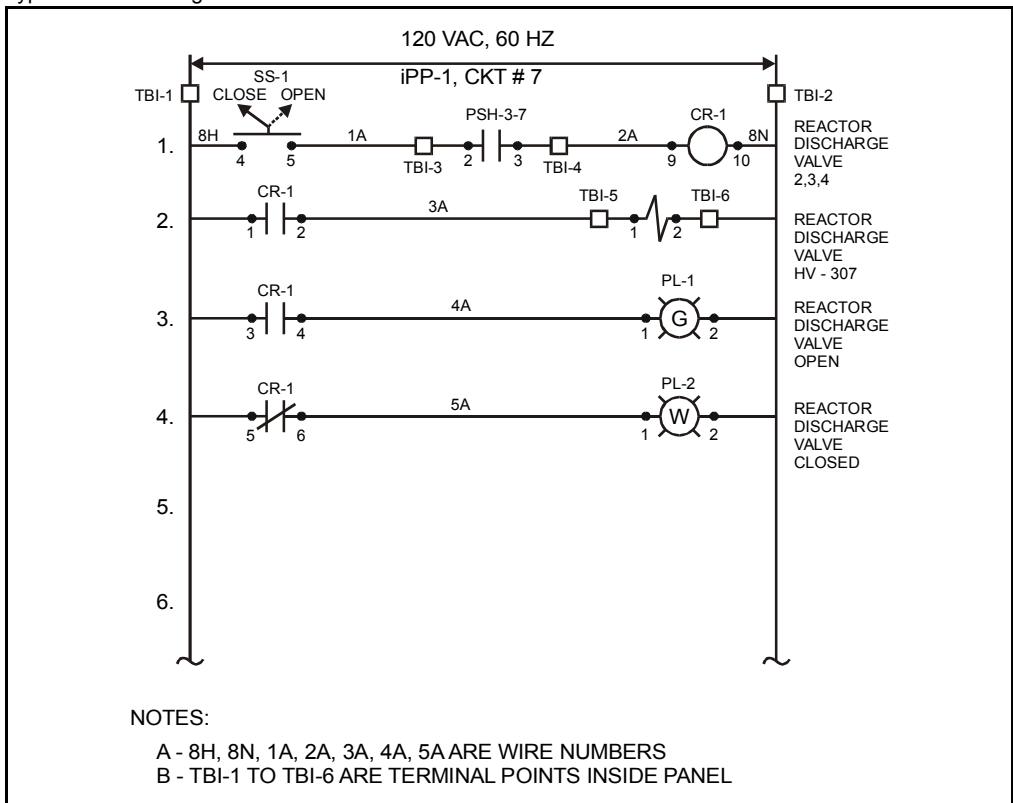 120 VAC, 60 HZ
iPP-1, CKT # 7
TBI-1
SS-1
CLOSE OPEN
TBI-2
1.
8H
4
5
1A
TBI-3
PSH-3-7
2
3
TBI-4
2A
CR-1
9
10
8N
REACTOR
DISCHARGE
VALVE
2,3,4
2.
CR-1
1
2
3A
TBI-5
1
2
TBI-6
REACTOR
DISCHARGE
VALVE
HV - 307
3.
CR-1
3
4
4A
PL-1
G
1
2
REACTOR
DISCHARGE
VALVE
OPEN
4.
CR-1
5
6
5A
PL-2
W
1
2
REACTOR
DISCHARGE
VALVE
CLOSED
5.
6.
NOTES:
A - 8H, 8N, 1A, 2A, 3A, 4A, 5A ARE WIRE NUMBERS
B - TBI-1 TO TBI-6 ARE TERMINAL POINTS INSIDE PANEL